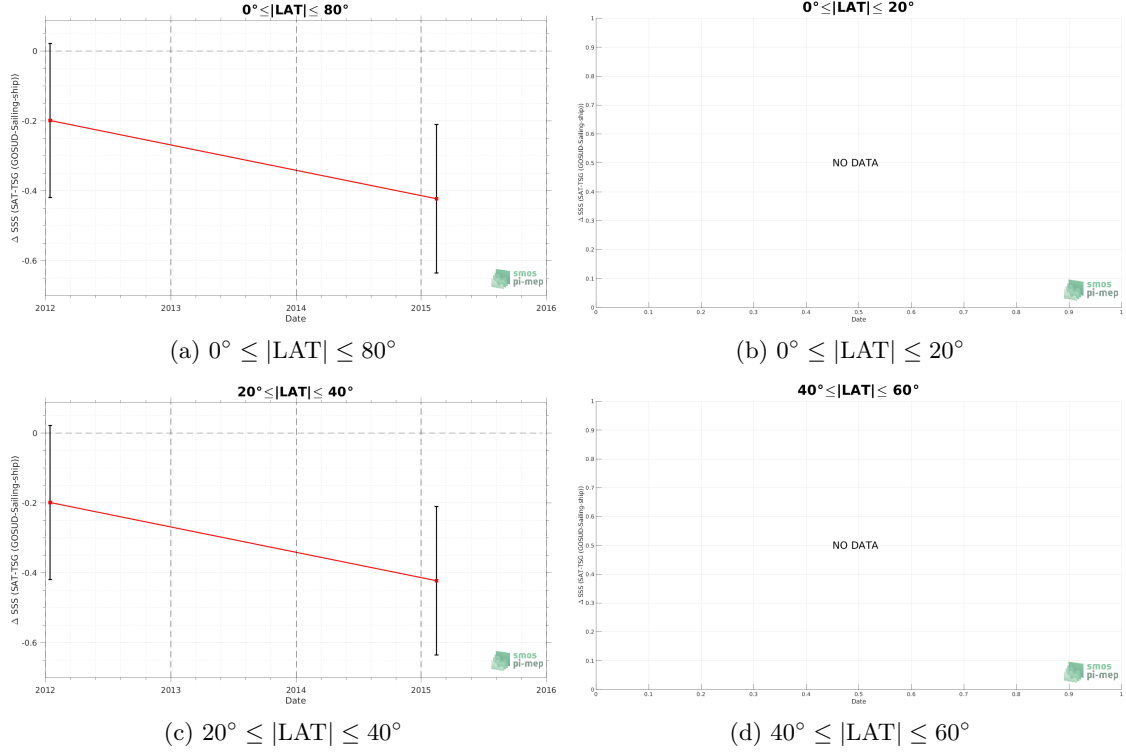 0°≤|LAT|≤ 80°
Δ SSS (SAT-TSG (GOSUD-Sailing-ship))
0
-0.2
-0.4
-0.6
2012 2013 2014 2015 2016
Date
smos
pi-mep
(a) 0° ≤ |LAT| ≤ 80°
0°≤|LAT|≤ 20°
Δ SSS (SAT-TSG (GOSUD-Sailing-ship))
1
0.9
0.8
0.7
0.6
0.5
0.4
0.3
0.2
0.1
0
NO DATA
0 0.1 0.2 0.3 0.4 0.5 0.6 0.7 0.8 0.9 1
Date
smos
pi-mep
(b) 0° ≤ |LAT| ≤ 20°
20°≤|LAT|≤ 40°
Δ SSS (SAT-TSG (GOSUD-Sailing-ship))
0
-0.2
-0.4
-0.6
2012 2013 2014 2015 2016
Date
smos
pi-mep
(c) 20° ≤ |LAT| ≤ 40°
40°≤|LAT|≤ 60°
Δ SSS (SAT-TSG (GOSUD-Sailing-ship))
1
0.9
0.8
0.7
0.6
0.5
0.4
0.3
0.2
0.1
0
NO DATA
0 0.1 0.2 0.3 0.4 0.5 0.6 0.7 0.8 0.9 1
Date
smos
pi-mep
(d) 40° ≤ |LAT| ≤ 60°